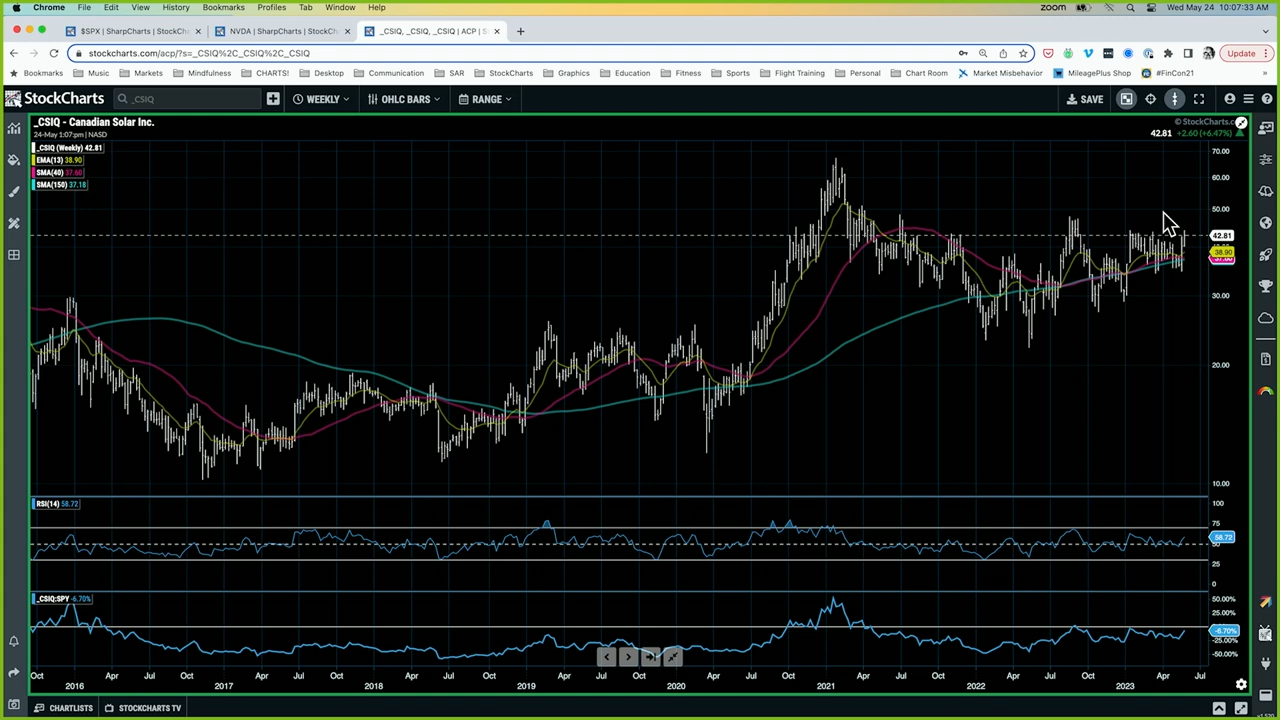 Chrome File Edit View History Bookmarks Profiles Tab Window Help zoom Wed May 24 10:07:33 AM
$SPX | SharpCharts | StockCh NVDA | SharpCharts | StockCh _CSIQ, _CSIQ, _CSIQ | ACP | S
stockcharts.com/acp/?s=_CSIQ%2C_CSIQ%2C_CSIQ Update
Bookmarks Music Markets Mindfulness CHARTS! Desktop Communication SAR StockCharts Graphics Education Fitness Sports Flight Training Personal Chart Room Market Misbehavior MileagePlus Shop #FinCon21 »
StockCharts _CSIQ WEEKLY OHLC BARS RANGE SAVE
_CSIQ - Canadian Solar Inc. © StockCharts.c
24-May 1:07pm | NASD 42.81 +2.60 (+6.47%)
_CSIQ (Weekly) 42.81
EMA(13) 38.90
SMA(40) 37.60
SMA(150) 37.18
70.00
60.00
50.00
42.81
38.90
30.00
20.00
10.00
RSI(14) 58.72
100
75
58.72
50
25
0
_CSIQ:SPY -6.70%
50.00%
25.00%
-6.70%
-25.00%
-50.00%
Oct Apr Jul Oct Apr Jul Oct Apr Jul Oct Apr Jul Oct Apr Jul Oct Apr Jul Oct Apr Jul Oct Apr Jul
2016 2017 2018 2019 2020 2021 2022 2023
CHARTLISTS STOCKCHARTS TV